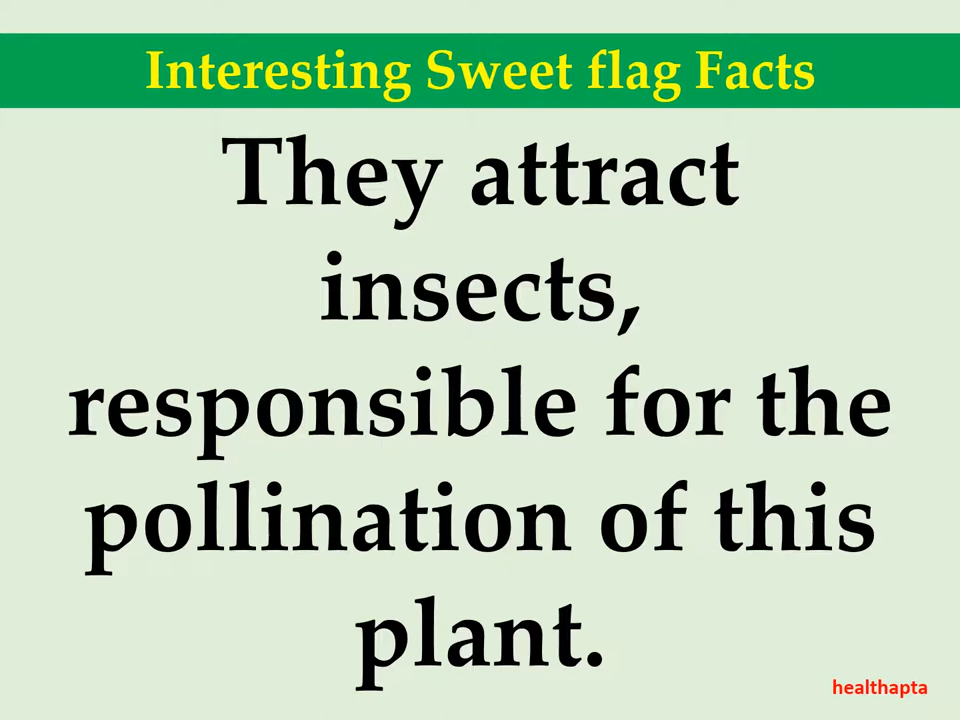 Interesting Sweet flag Facts
They attract
insects,
responsible for the
pollination of this
plant.
healthapta